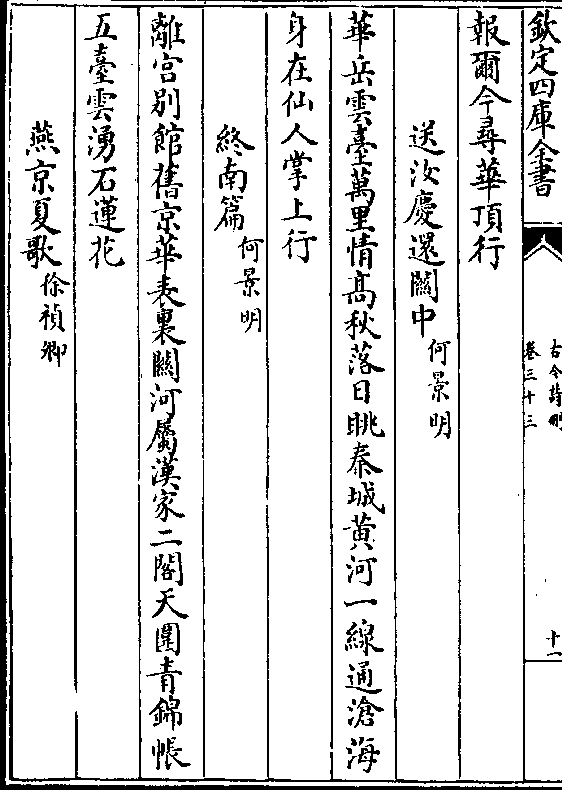 欽定四庫全書
古今詩刪
卷三十三
十一
報爾今尋華頂行
送汝慶還關中何景明
華岳雲臺萬里情高秋落日眺秦城黄河一線通滄海
身在仙人掌上行
終南篇何景明
離宮别館舊京華表裏關河屬漢家二閣天圍青錦帳
五臺雲湧石蓮花
燕京夏歌徐禎卿